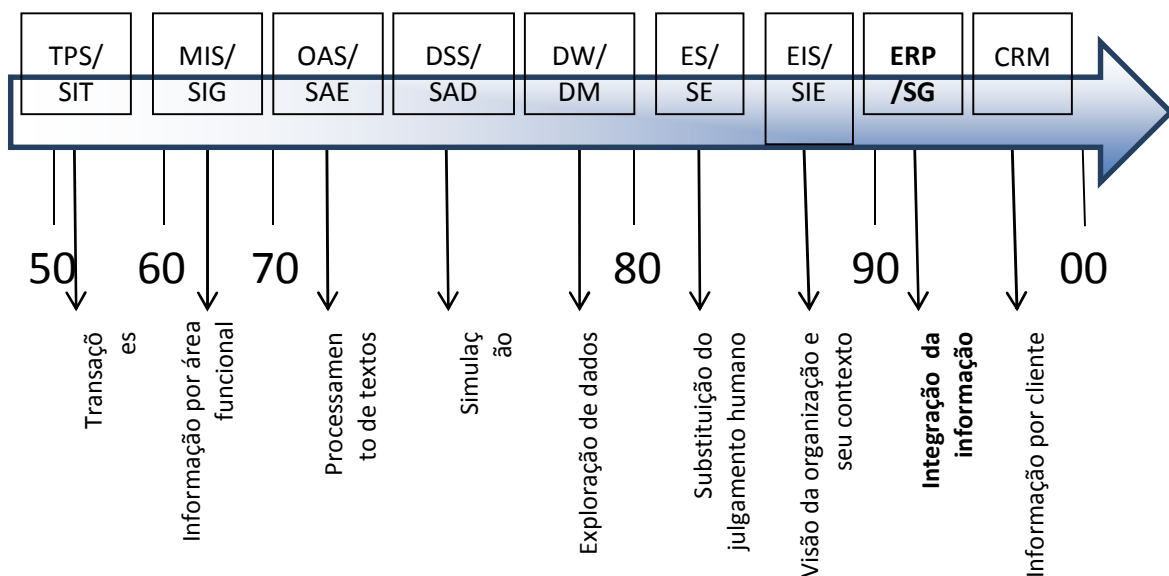 TPS/
SIT
MIS/
SIG
OAS/
SAE
DSS/
SAD
DW/
DM
ES/
SE
EIS/
SIE
ERP
/SG
CRM
50
60
70
80
90
00
Transaçõ
es
Informação por área
funcional
Processamen
to de textos
Simulaç
ão
Exploração de dados
Substituição do
julgamento humano
Visão da organização e
seu contexto
Integração da
informação
Informação por cliente